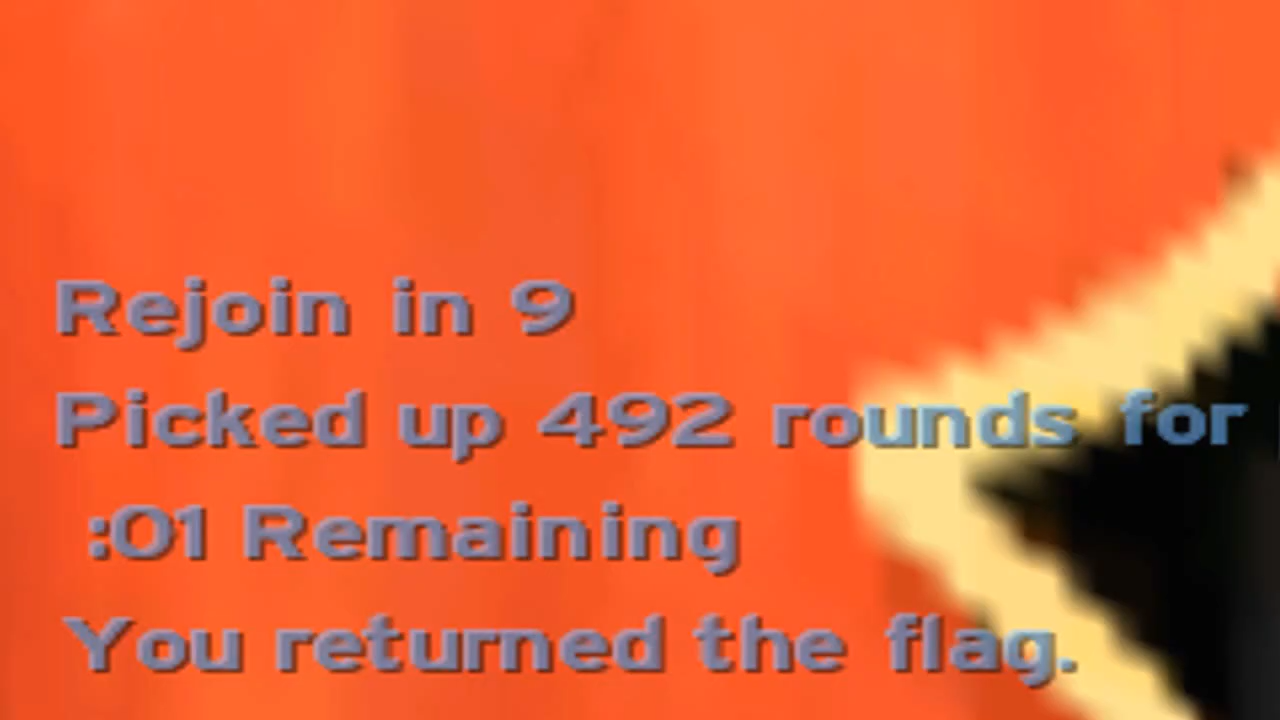 Rejoin in 9
Picked up 492 rounds for
:01 Remaining
You returned the flag.